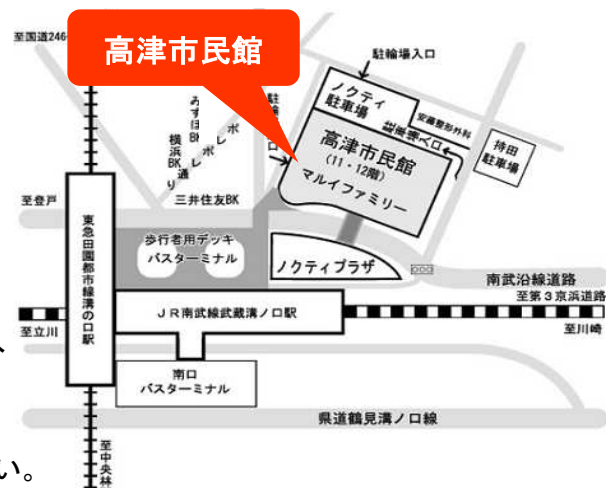 至国道246
高津市民館
駐輪場入口
ノクティ
駐車場
安藤整形外科
駐車場入口
持田
駐車場
高津市民館
(11・12階)
マルイファミリー
みずほBK
横浜BK
ポレポレ通り
三井住友BK
至登戸
東急田園都市線溝の口駅
歩行者用デッキ
バスターミナル
ノクティプラザ
南武沿線道路
至第3京浜道路
JR南武線武蔵溝ノ口駅
至立川
至川崎
南口
バスターミナル
県道鶴見溝ノ口線
至中央林
い。